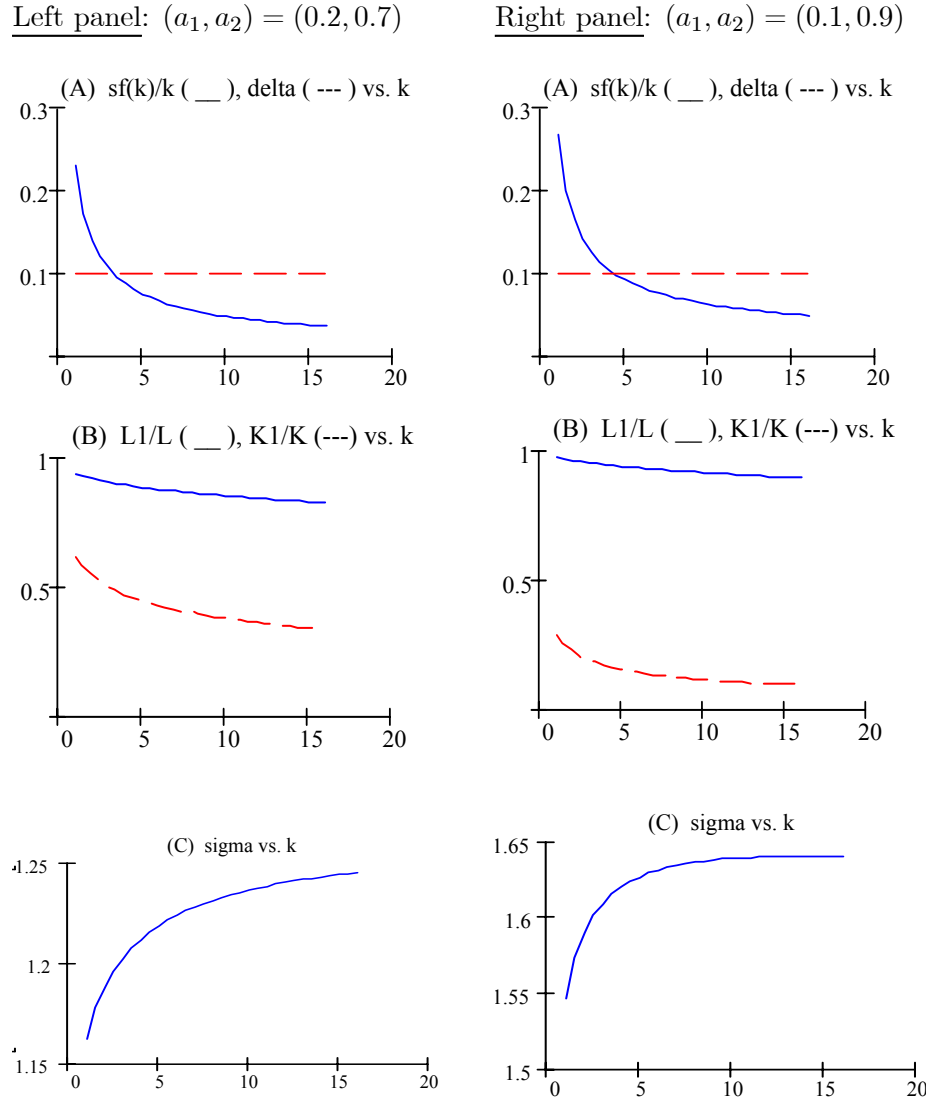 Left panel: (a₁, a₂) = (0.2, 0.7)
Right panel: (a₁, a₂) = (0.1, 0.9)
(A) sf(k)/k ( __ ), delta ( --- ) vs. k
0.3
0.2
0.1
0 5 10 15 20
(A) sf(k)/k ( __ ), delta ( --- ) vs. k
0.3
0.2
0.1
0 5 10 15 20
(B) L1/L ( __ ), K1/K (---) vs. k
1
0.5
0 5 10 15 20
(B) L1/L ( __ ), K1/K (---) vs. k
1
0.5
0 5 10 15 20
(C) sigma vs. k
1.25
1.2
1.15
0 5 10 15 20
(C) sigma vs. k
1.65
1.6
1.55
1.5
0 5 10 15 20